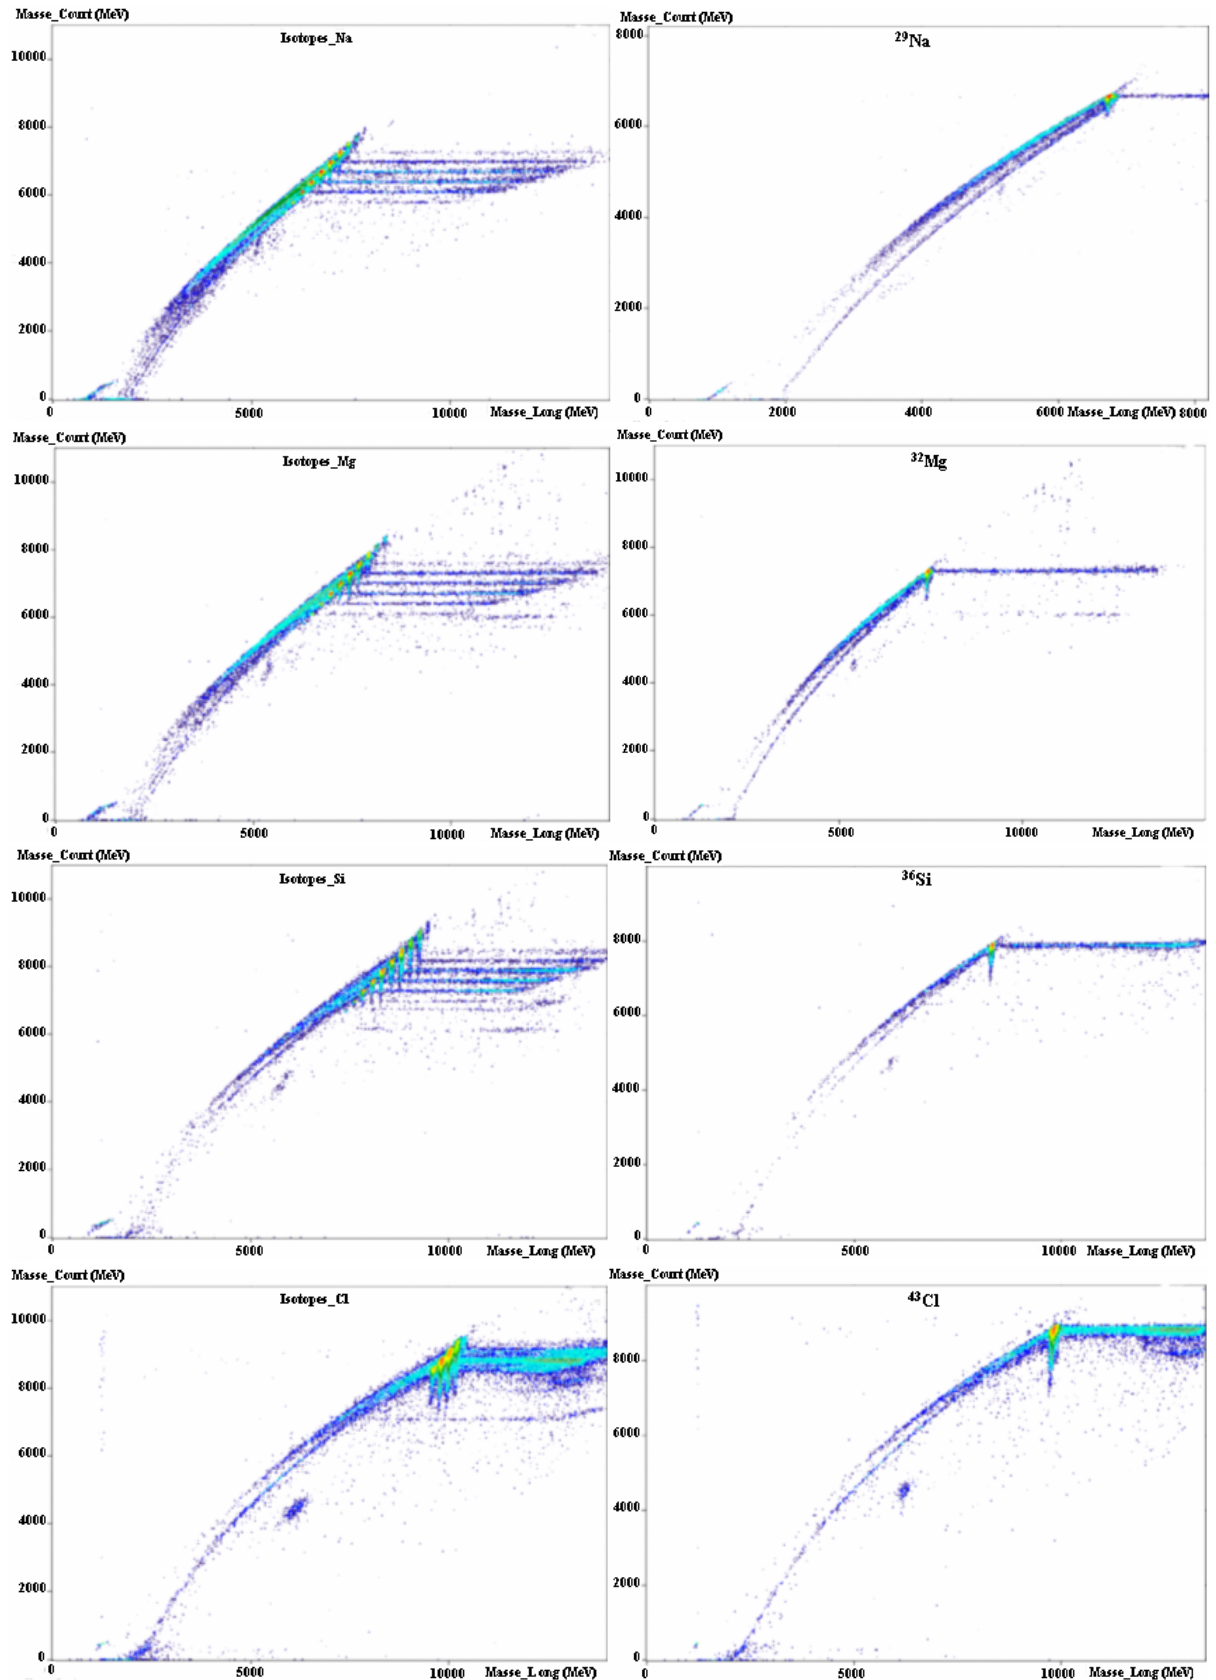 Masse_Court (MeV)
Isotopes_Na
10000
8000
6000
4000
2000
0
0 5000 10000 Masse_Long (MeV)
Masse_Court (MeV)
29Na
8000
6000
4000
2000
0
0 2000 4000 6000 Masse_Long (MeV) 8000
Masse_Court (MeV)
Isotopes_Mg
10000
8000
6000
4000
2000
0
0 5000 10000 Masse_Long (MeV)
Masse_Court (MeV)
32Mg
10000
8000
6000
4000
2000
0
0 5000 10000 Masse_Long (MeV)
Masse_Court (MeV)
Isotopes_Si
10000
8000
6000
4000
2000
0
0 5000 10000 Masse_Long (MeV)
Masse_Court (MeV)
36Si
8000
6000
4000
2000
0
0 5000 10000 Masse_Long (MeV)
Masse_Court (MeV)
Isotopes_Cl
10000
8000
6000
4000
2000
0
0 5000 10000 Masse_Long (MeV)
Masse_Court (MeV)
43Cl
8000
6000
4000
2000
0
0 5000 10000 Masse_Long (MeV)